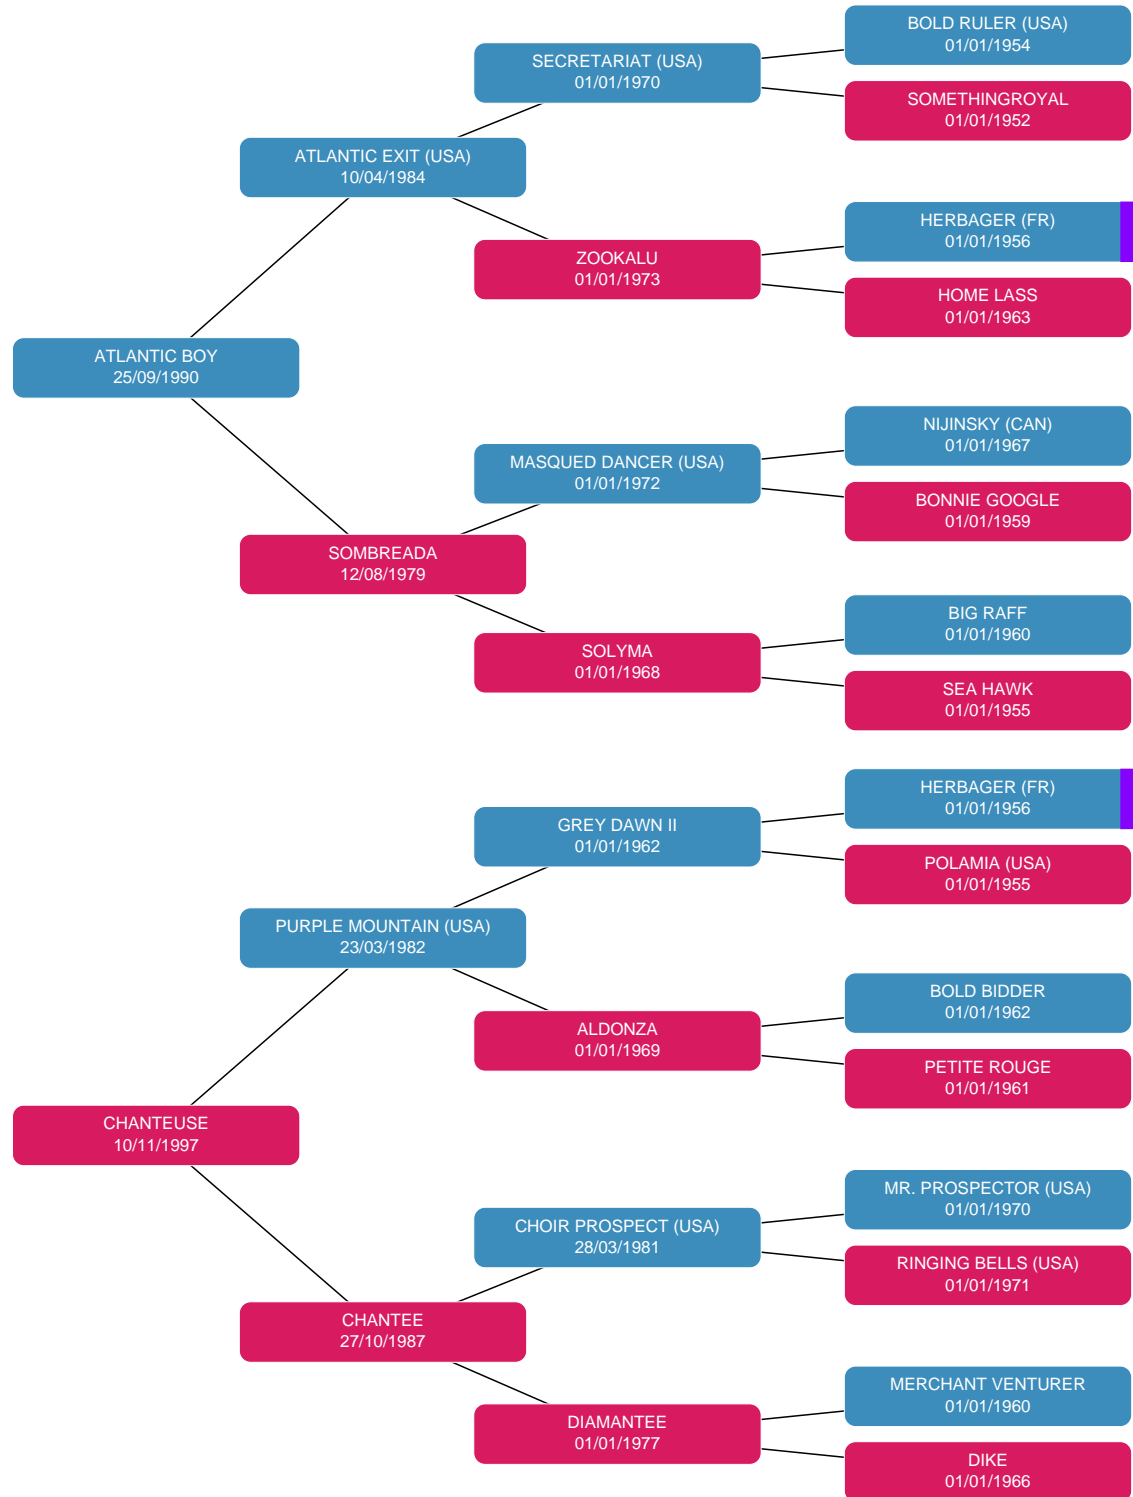 BOLD RULER (USA)
01/01/1954
SECRETARIAT (USA)
01/01/1970
SOMETHINGROYAL
01/01/1952
ATLANTIC EXIT (USA)
10/04/1984
HERBAGER (FR)
01/01/1956
ZOOKALU
01/01/1973
HOME LASS
01/01/1963
ATLANTIC BOY
25/09/1990
NIJINSKY (CAN)
01/01/1967
MASQUED DANCER (USA)
01/01/1972
BONNIE GOOGLE
01/01/1959
SOMBREADA
12/08/1979
BIG RAFF
01/01/1960
SOLYMA
01/01/1968
SEA HAWK
01/01/1955
HERBAGER (FR)
01/01/1956
GREY DAWN II
01/01/1962
POLAMIA (USA)
01/01/1955
PURPLE MOUNTAIN (USA)
23/03/1982
BOLD BIDDER
01/01/1962
ALDONZA
01/01/1969
PETITE ROUGE
01/01/1961
CHANTEUSE
10/11/1997
MR. PROSPECTOR (USA)
01/01/1970
CHOIR PROSPECT (USA)
28/03/1981
RINGING BELLS (USA)
01/01/1971
CHANTEE
27/10/1987
MERCHANT VENTURER
01/01/1960
DIAMANTEE
01/01/1977
DIKE
01/01/1966